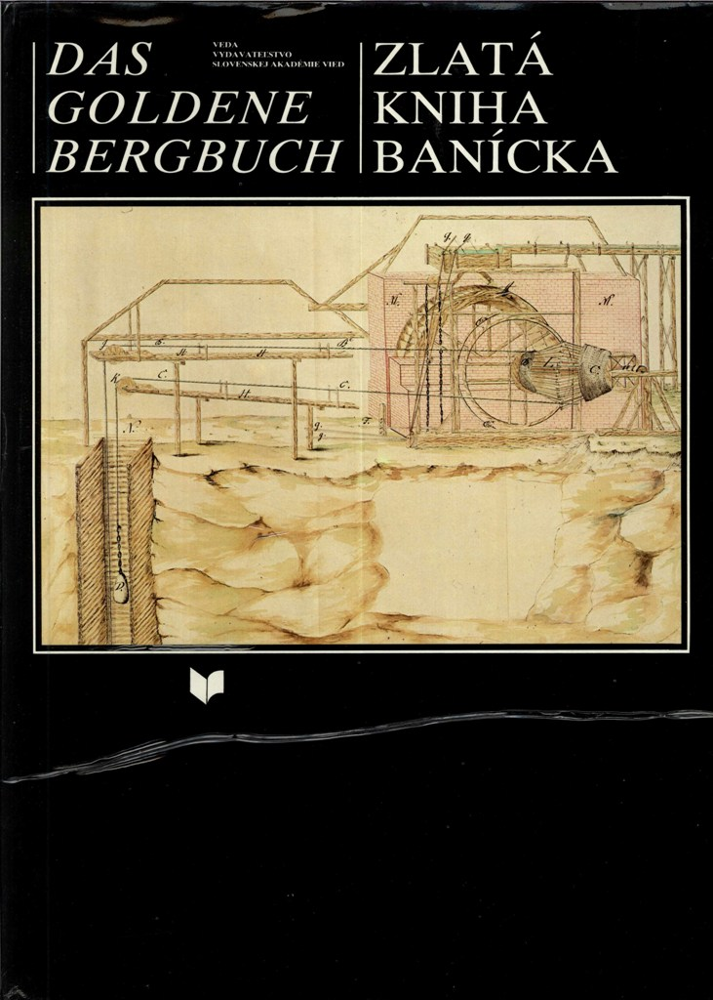 DAS
GOLDENE
BERGBUCH
VEDA
VYDAVATEĽSTVO
SLOVENSKEJ AKADÉMIE VIED
ZLATÁ
KNIHA
BANÍCKA
g. g.
M.
M.
J
B.
B.
H
H
K
C.
C.
H
N.
F.
g.
g
C.